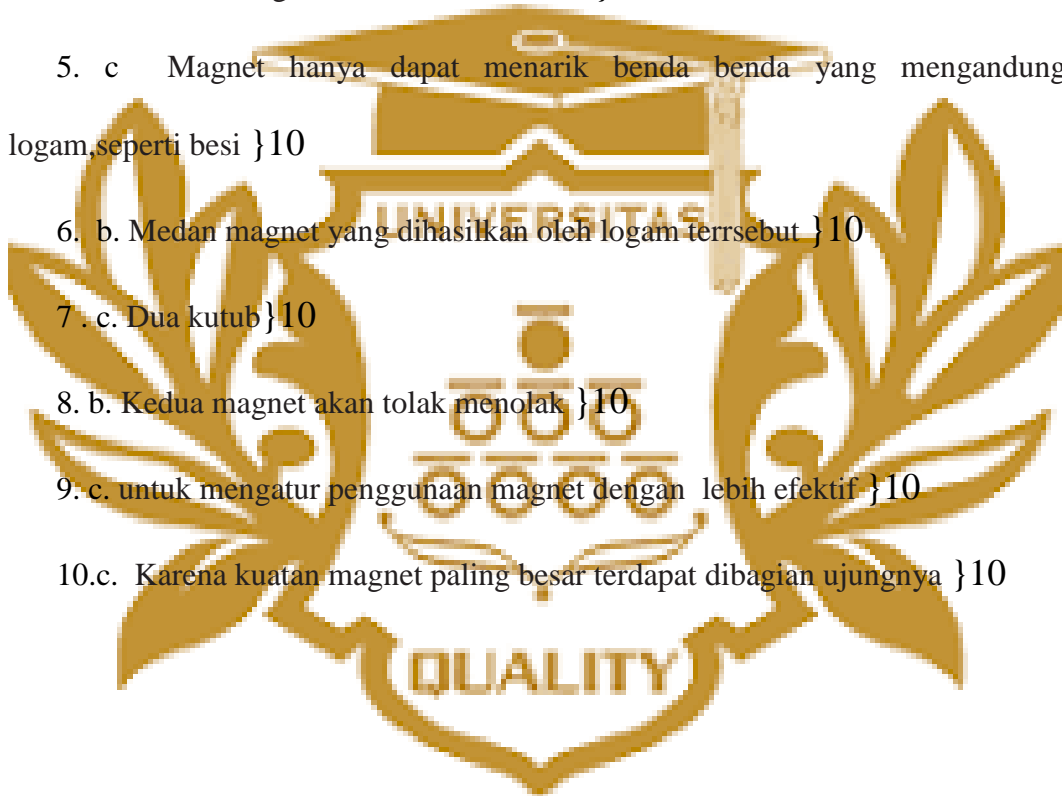 5. c Magnet hanya dapat menarik benda benda yang mengandung
logam,seperti besi }10
UNIVERSITAS
6. b. Medan magnet yang dihasilkan oleh logam terrsebut }10
7 . c. Dua kutub}10
8. b. Kedua magnet akan tolak menolak }10
9. c. untuk mengatur penggunaan magnet dengan lebih efektif }10
10.c. Karena kuatan magnet paling besar terdapat dibagian ujungnya }10
QUALITY